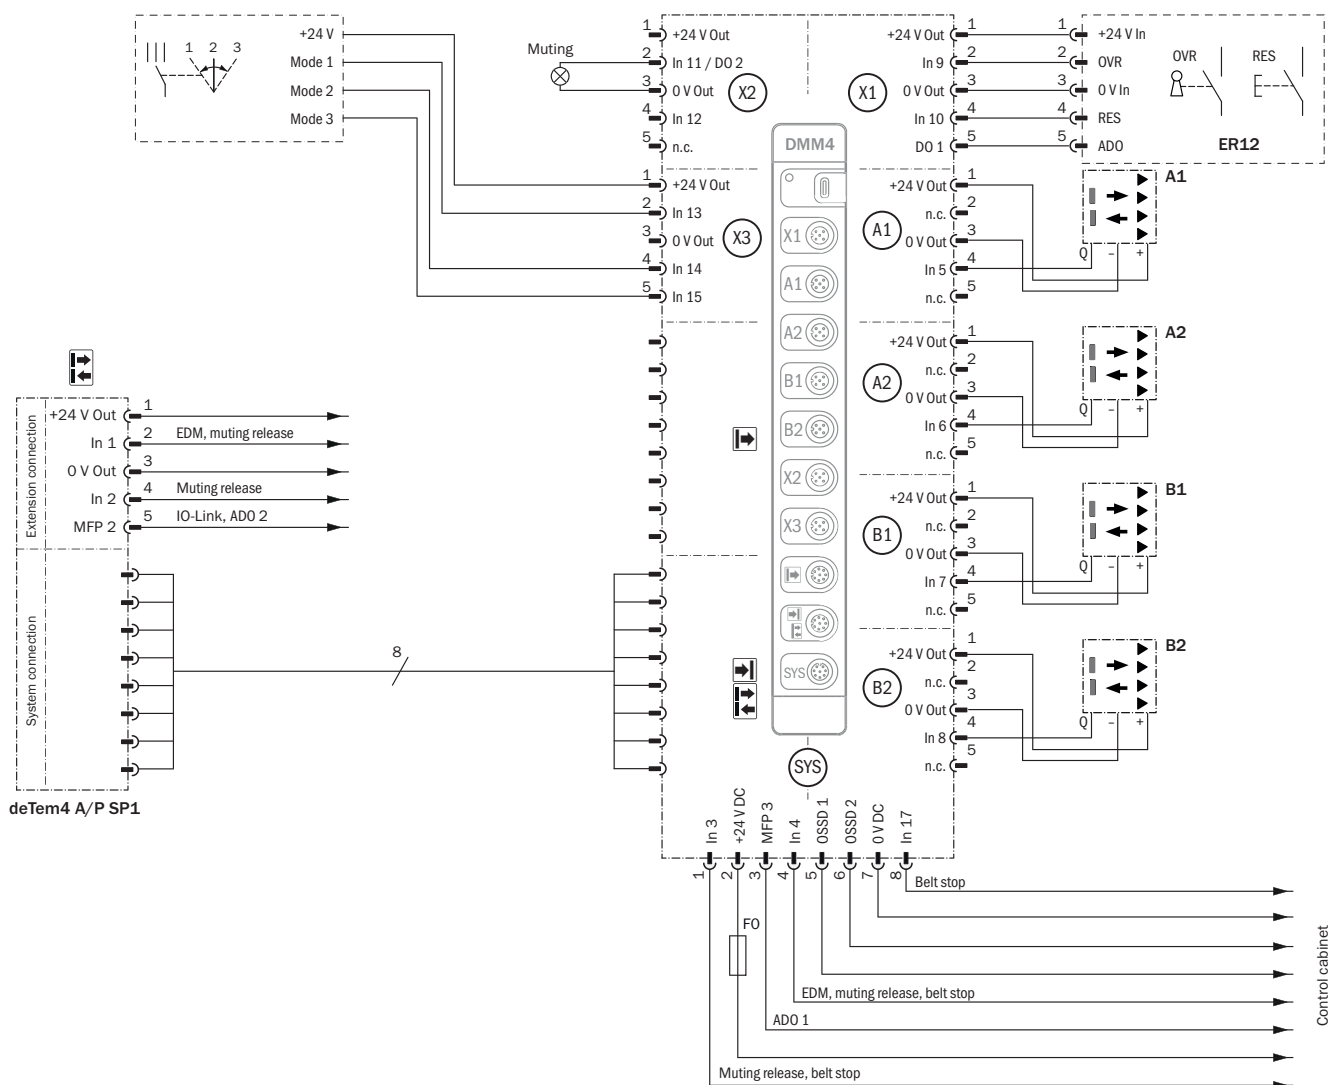 +24 V
Mode 1
Mode 2
Mode 3
1 2 3
Muting
1 +24 V Out
2 In 11 / DO 2
3 0 V Out
4 In 12
5 n.c.
X2
X1
+24 V Out 1
In 9 2
0 V Out 3
In 10 4
DO 1 5
1 +24 V In
2 OVR
3 0 V In
4 RES
5 ADO
OVR
RES
ER12
DMM4
X1
A1
A2
B1
B2
X2
X3
SYS
1 +24 V Out
2 In 13
3 0 V Out
4 In 14
5 In 15
X3
A1
+24 V Out 1
n.c. 2
0 V Out 3
In 5 4
n.c. 5
A1
Q – +
A2
+24 V Out 1
n.c. 2
0 V Out 3
In 6 4
n.c. 5
A2
Q – +
B1
+24 V Out 1
n.c. 2
0 V Out 3
In 7 4
n.c. 5
B1
Q – +
B2
+24 V Out 1
n.c. 2
0 V Out 3
In 8 4
n.c. 5
B2
Q – +
Extension connection
+24 V Out 1
In 1 2 EDM, muting release
0 V Out 3
In 2 4 Muting release
MFP 2 5 IO-Link, ADO 2
System connection
8
deTem4 A/P SP1
SYS
In 3 1
+24 V DC 2
MFP 3 3
In 4 4
OSSD 1 5
OSSD 2 6
0 V DC 7
In 17 8
Belt stop
F0
EDM, muting release, belt stop
ADO 1
Muting release, belt stop
Control cabinet